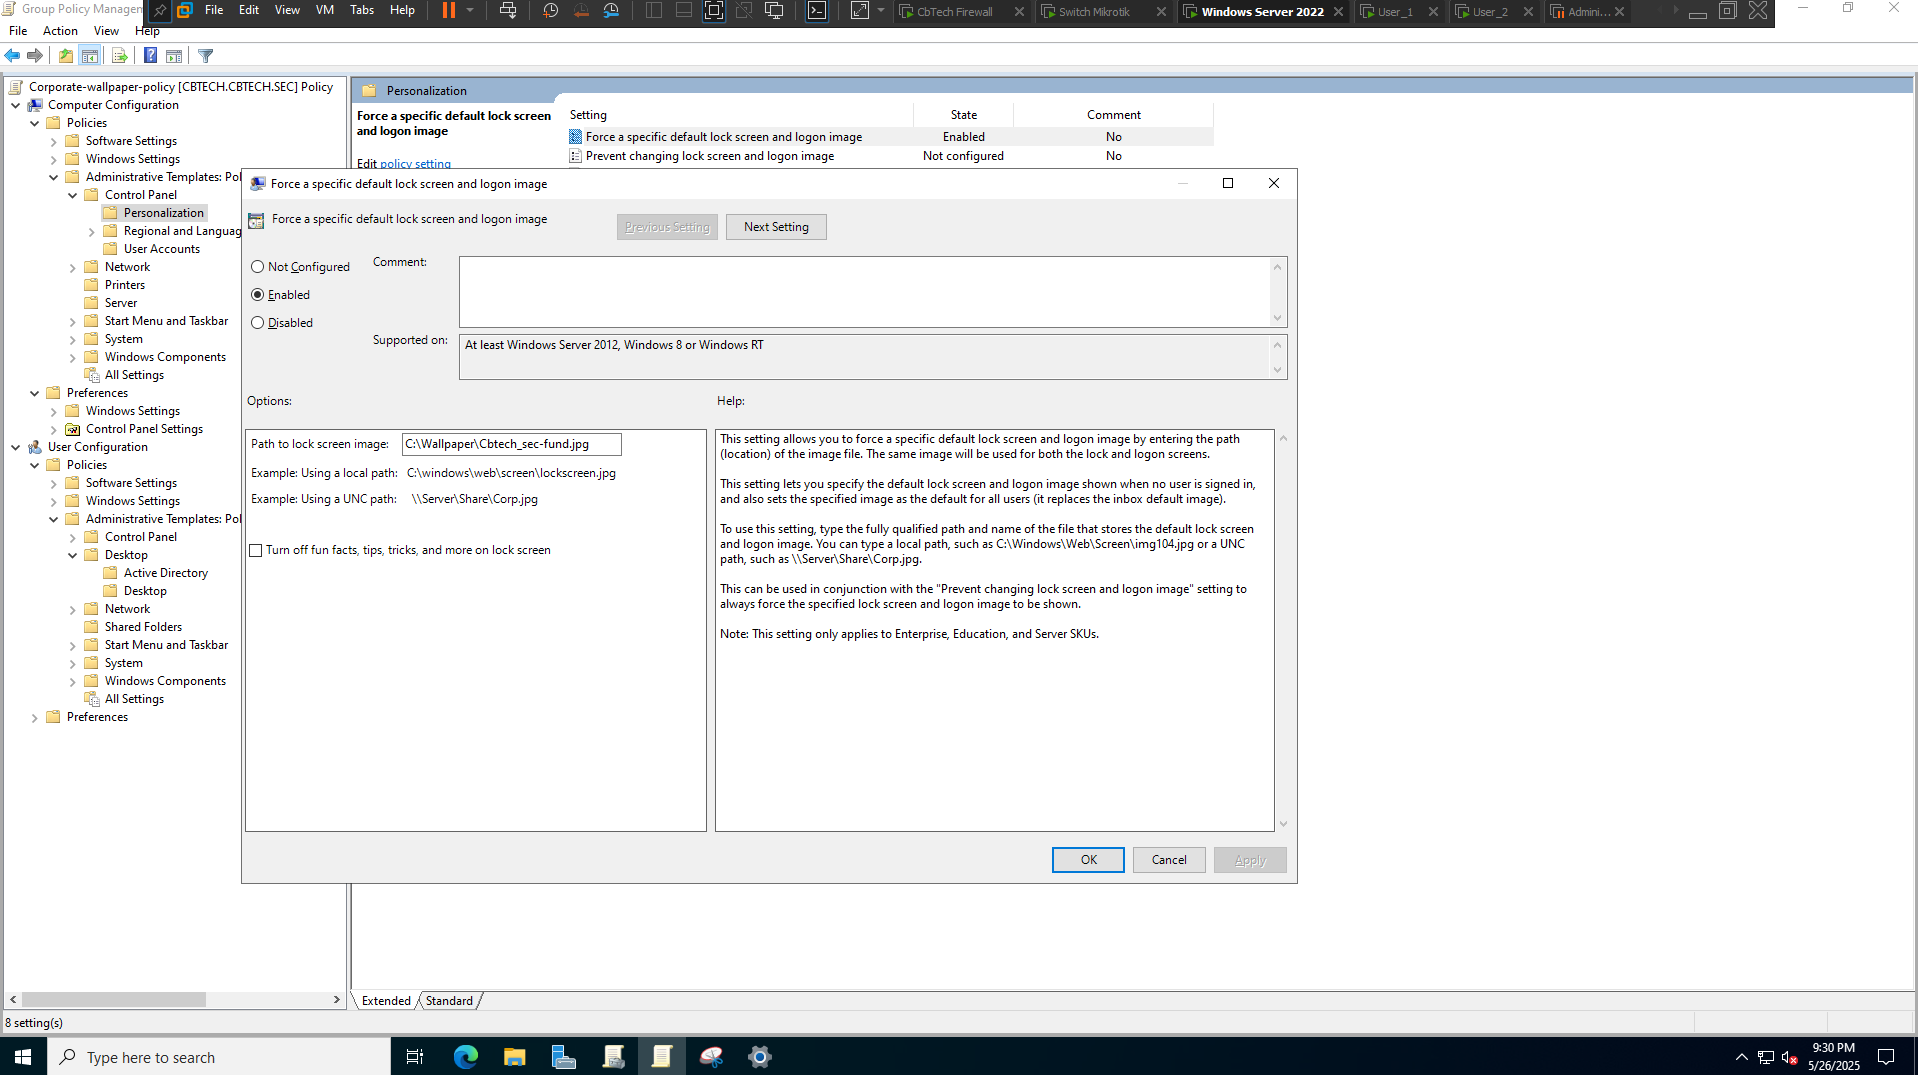 Group Policy Managem
File Edit View VM Tabs Help
CbTech Firewall
Switch Mikrotik
Windows Server 2022
User_1
User_2
Admini...
File Action View Help
Corporate-wallpaper-policy [CBTECH.CBTECH.SEC] Policy
Computer Configuration
Policies
Software Settings
Windows Settings
Administrative Templates: Pol
Control Panel
Personalization
Regional and Languag
User Accounts
Network
Printers
Server
Start Menu and Taskbar
System
Windows Components
All Settings
Preferences
Windows Settings
Control Panel Settings
User Configuration
Policies
Software Settings
Windows Settings
Administrative Templates: Pol
Control Panel
Desktop
Active Directory
Desktop
Network
Shared Folders
Start Menu and Taskbar
System
Windows Components
All Settings
Preferences
Personalization
Force a specific default lock screen
and logon image
Edit policy setting
Setting State Comment
Force a specific default lock screen and logon image Enabled No
Prevent changing lock screen and logon image Not configured No
Force a specific default lock screen and logon image
Force a specific default lock screen and logon image
Previous Setting
Next Setting
Not Configured
Enabled
Disabled
Comment:
Supported on:
At least Windows Server 2012, Windows 8 or Windows RT
Options:
Help:
Path to lock screen image: C:\Wallpaper\Cbtech_sec-fund.jpg
Example: Using a local path: C:\windows\web\screen\lockscreen.jpg
Example: Using a UNC path: \\Server\Share\Corp.jpg
Turn off fun facts, tips, tricks, and more on lock screen
This setting allows you to force a specific default lock screen and logon image by entering the path
(location) of the image file. The same image will be used for both the lock and logon screens.
This setting lets you specify the default lock screen and logon image shown when no user is signed in,
and also sets the specified image as the default for all users (it replaces the inbox default image).
To use this setting, type the fully qualified path and name of the file that stores the default lock screen
and logon image. You can type a local path, such as C:\Windows\Web\Screen\img104.jpg or a UNC
path, such as \\Server\Share\Corp.jpg.
This can be used in conjunction with the "Prevent changing lock screen and logon image" setting to
always force the specified lock screen and logon image to be shown.
Note: This setting only applies to Enterprise, Education, and Server SKUs.
OK
Cancel
Apply
Extended
Standard
8 setting(s)
Type here to search
9:30 PM
5/26/2025